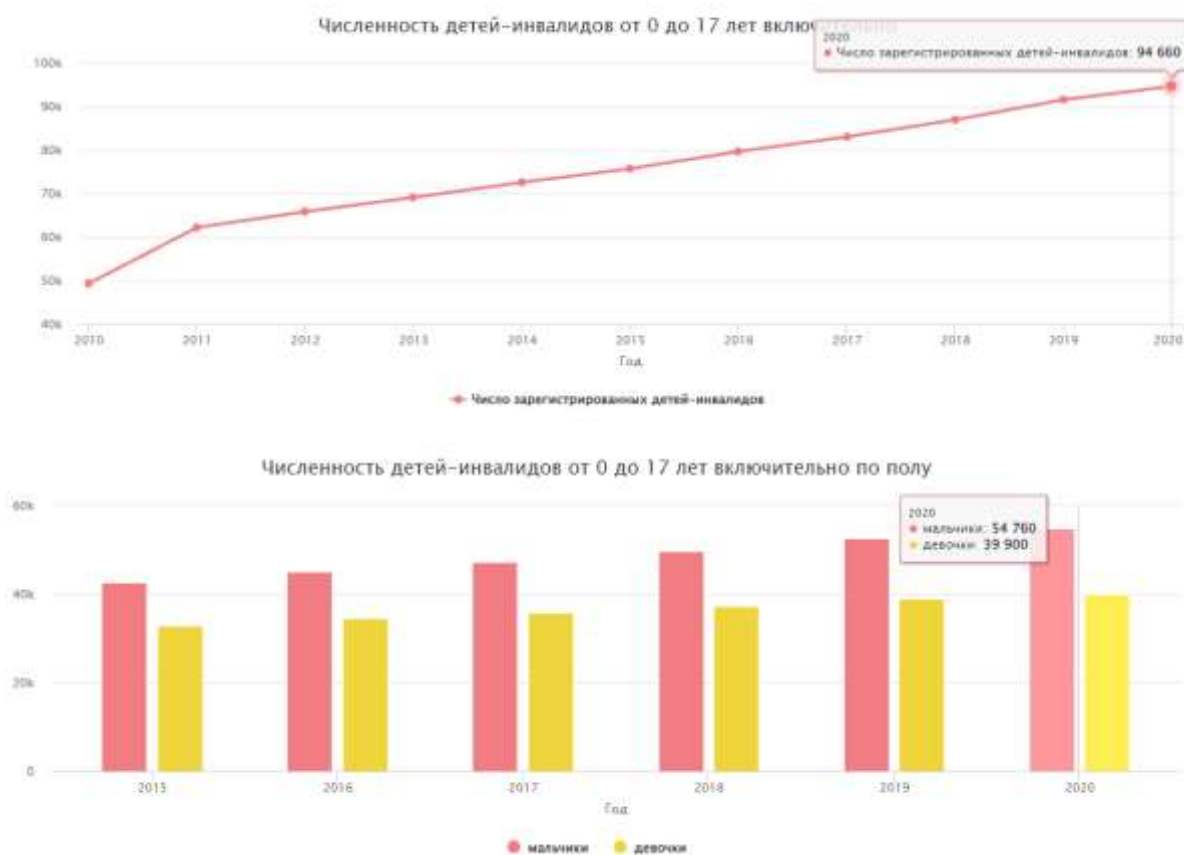 Численность детей-инвалидов от 0 до 17 лет включительно
2020
Число зарегистрированных детей-инвалидов: 94 660
100k
90k
80k
70k
60k
50k
40k
2010 2011 2012 2013 2014 2015 2016 2017 2018 2019 2020
Год
Число зарегистрированных детей-инвалидов
Численность детей-инвалидов от 0 до 17 лет включительно по полу
60k
2020
мальчики: 54 760
девочки: 39 900
40k
20k
0
2015 2016 2017 2018 2019 2020
Год
мальчики девочки